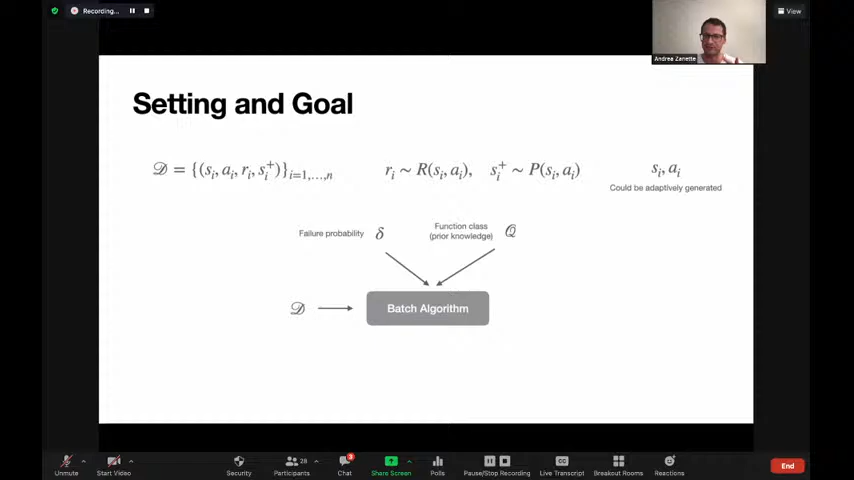 Recording...
View
Andrea Zanette
Setting and Goal
𝒟 = {(sᵢ, aᵢ, rᵢ, sᵢ⁺)}ᵢ₌₁,…,ₙ rᵢ ~ R(sᵢ, aᵢ), sᵢ⁺ ~ P(sᵢ, aᵢ) sᵢ, aᵢ
Could be adaptively generated
Failure probability δ
Function class
(prior knowledge) 𝒬
𝒟
Batch Algorithm
Unmute
Start Video
Security
Participants 28
Chat 3
Share Screen
Polls
Pause/Stop Recording
CC
Live Transcript
Breakout Rooms
Reactions
End